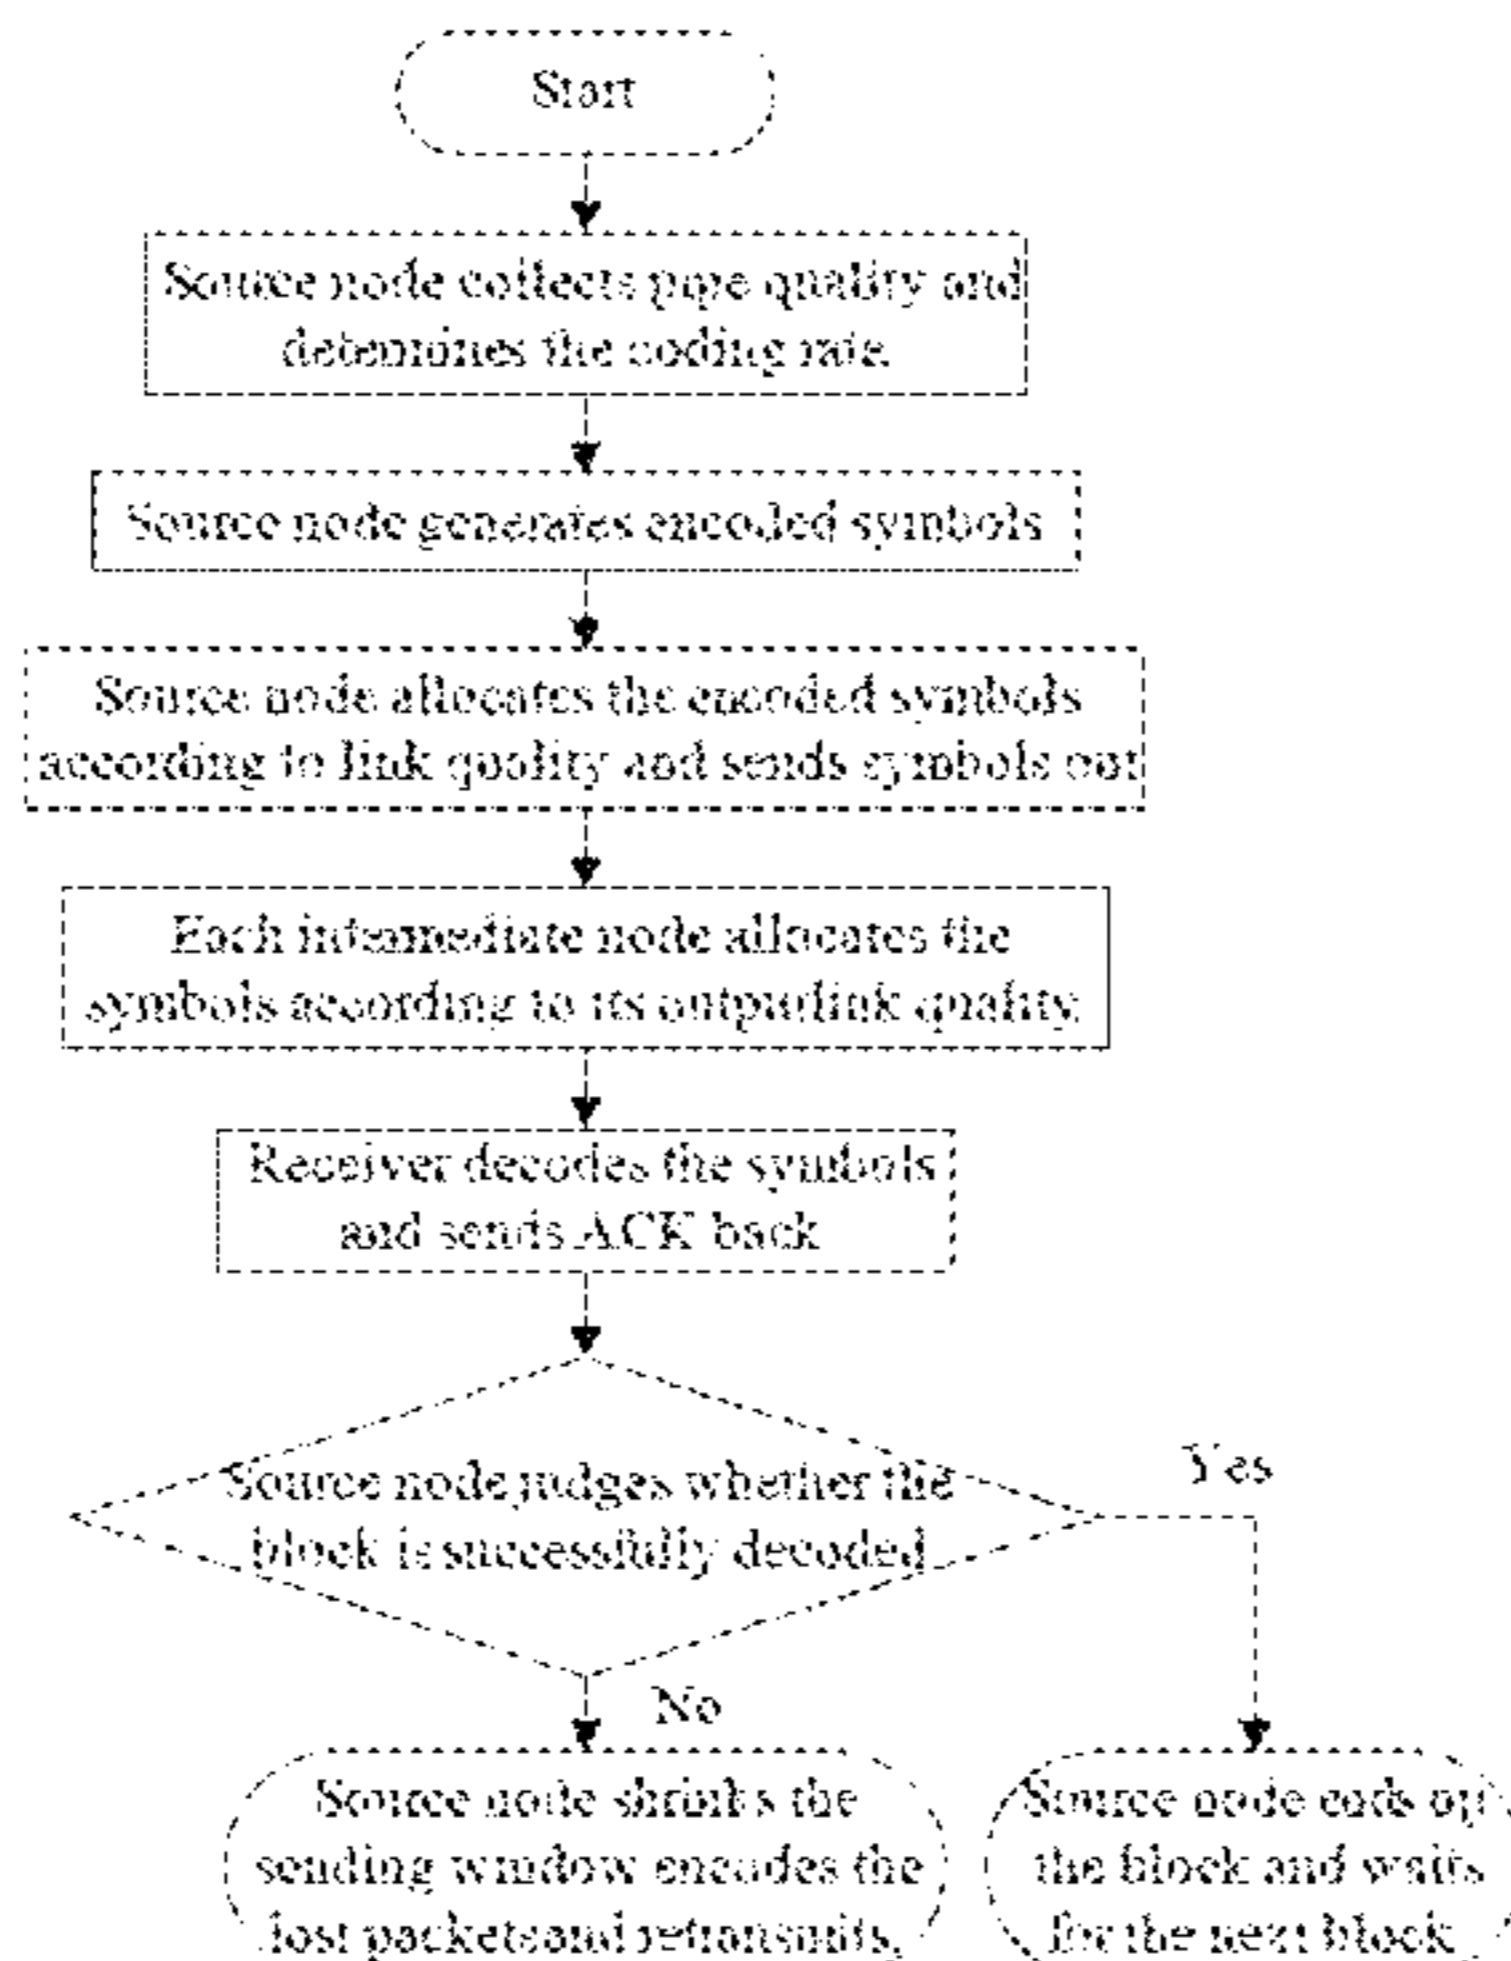 Start
Source node collects pipe quality and
determines the coding rate
Source node generates encoded symbols
Source node allocates the encoded symbols
according to link quality and sends symbols out
Each intermediate node allocates the
symbols according to its output link quality.
Receiver decodes the symbols
and sends ACK back
Source node judges whether the
block is successfully decoded
Yes
No
Source node shrinks the
sending window encodes the
lost packets and retransmits.
Source node ends up
the block and waits
for the next block